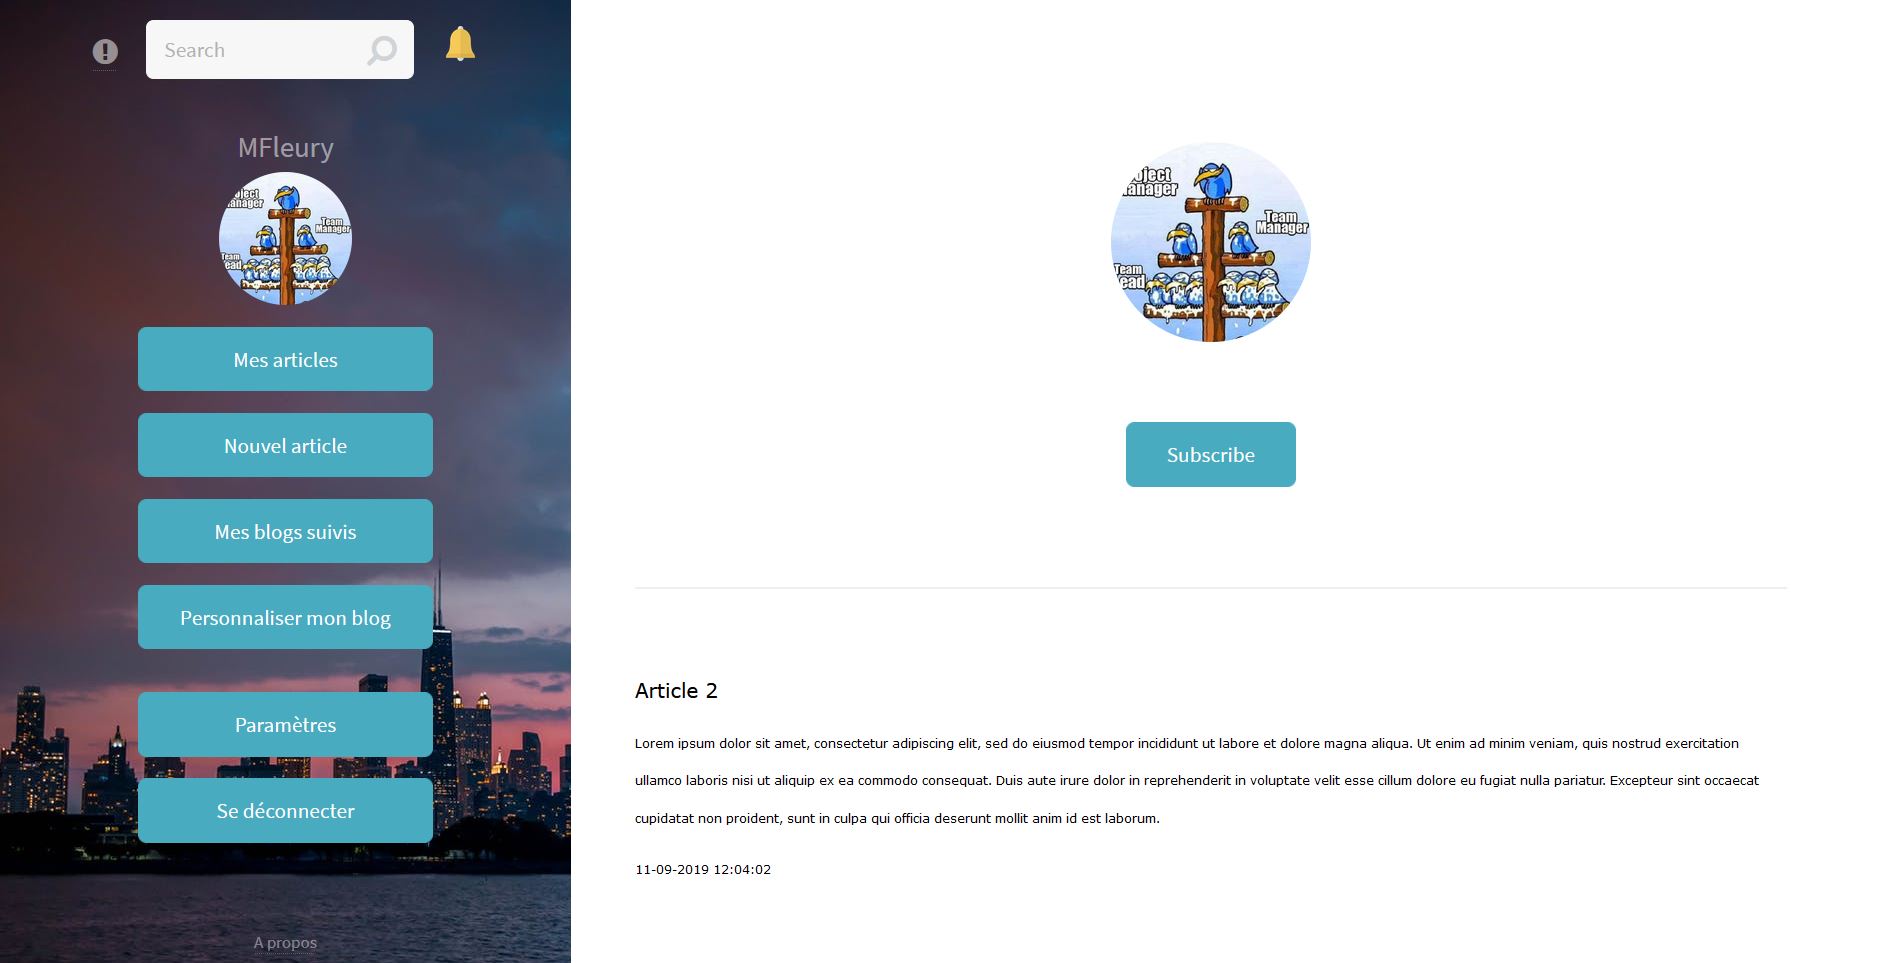 Search
MFleury
oject
anager
Team
Manager
Team
ead
Mes articles
Nouvel article
Mes blogs suivis
Personnaliser mon blog
Paramètres
Se déconnecter
A propos
oject
anager
Team
Manager
Team
ead
Subscribe
Article 2
Lorem ipsum dolor sit amet, consectetur adipiscing elit, sed do eiusmod tempor incididunt ut labore et dolore magna aliqua. Ut enim ad minim veniam, quis nostrud exercitation
ullamco laboris nisi ut aliquip ex ea commodo consequat. Duis aute irure dolor in reprehenderit in voluptate velit esse cillum dolore eu fugiat nulla pariatur. Excepteur sint occaecat
cupidatat non proident, sunt in culpa qui officia deserunt mollit anim id est laborum.
11-09-2019 12:04:02